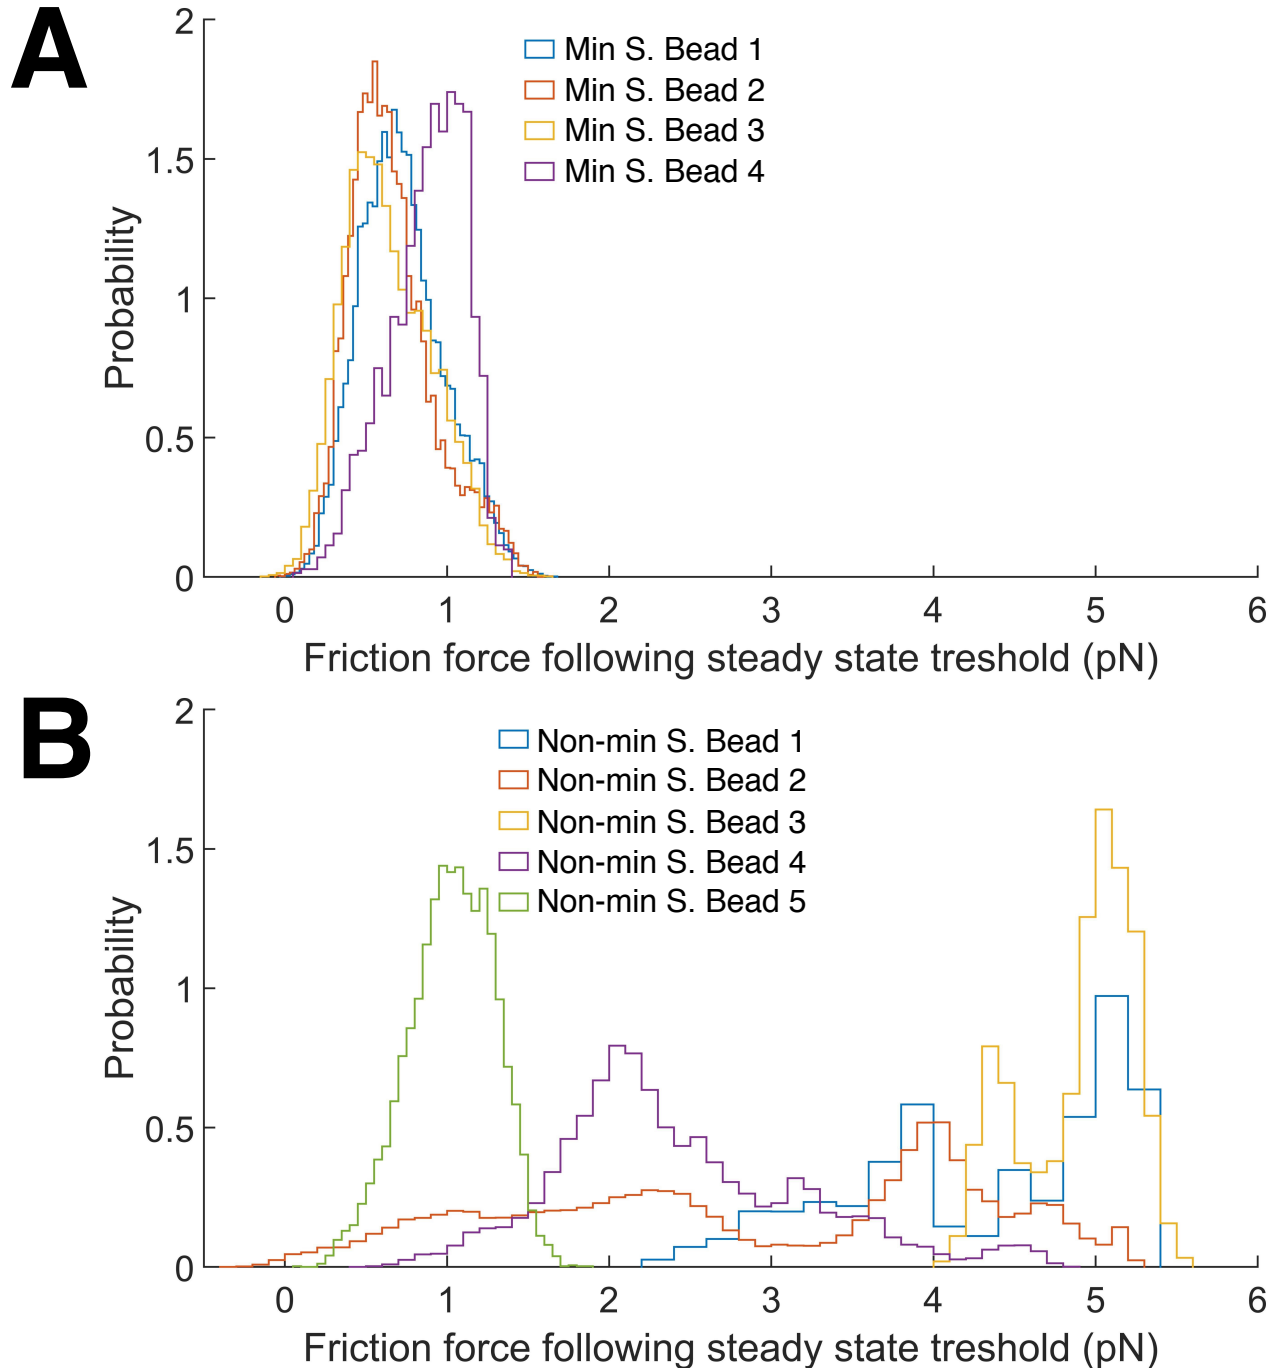 A
2
1.5
1
0.5
0
Probability
Min S. Bead 1
Min S. Bead 2
Min S. Bead 3
Min S. Bead 4
0 1 2 3 4 5 6
Friction force following steady state treshold (pN)
B
2
1.5
1
0.5
0
Probability
Non-min S. Bead 1
Non-min S. Bead 2
Non-min S. Bead 3
Non-min S. Bead 4
Non-min S. Bead 5
0 1 2 3 4 5 6
Friction force following steady state treshold (pN)